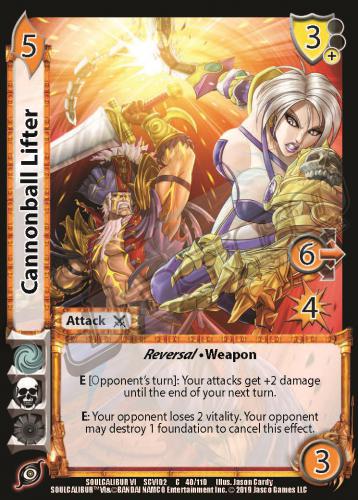 5
3
+
Cannonball Lifter
6
4
Attack
Reversal • Weapon
E [Opponent's turn]: Your attacks get +2 damage
until the end of your next turn.
E: Your opponent loses 2 vitality. Your opponent
may destroy 1 foundation to cancel this effect.
3
SOULCALIBUR VI SCVI02 C 40/110 Illus. Jason Cardy
SOULCALIBUR™VI&©BANDAI NAMCO Entertainment Inc. © 2019 Jasco Games LLC